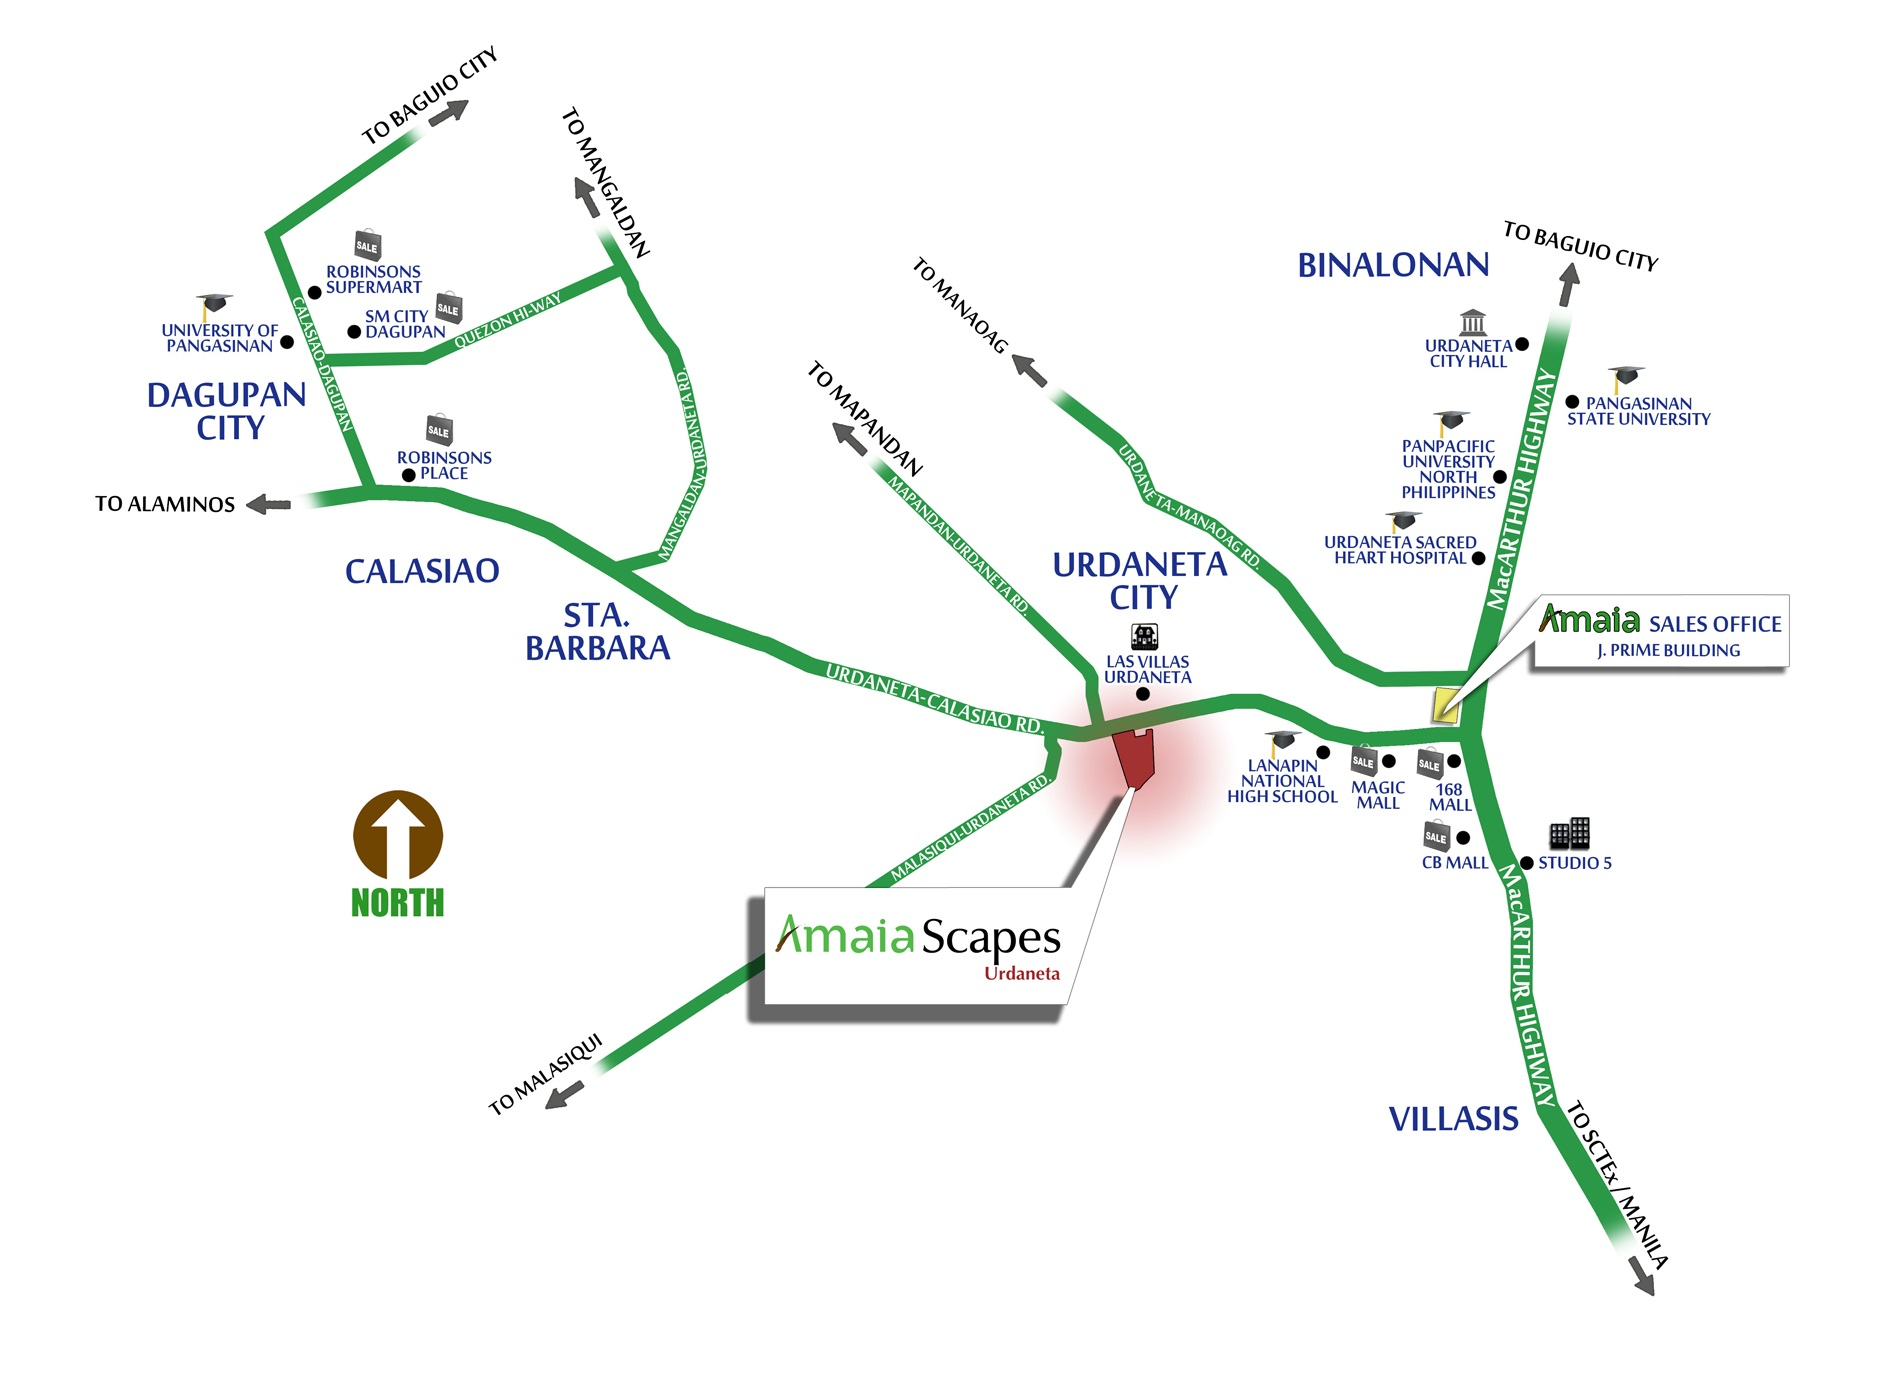 TO BAGUIO CITY
TO MANGALDAN
SALE
ROBINSONS
SUPERMART
SALE
SM CITY
DAGUPAN
UNIVERSITY OF
PANGASINAN
CALASIAO-DAGUPAN
QUEZON HI-WAY
DAGUPAN
CITY
SALE
ROBINSONS
PLACE
MANGALDAN-URDANETA RD.
TO ALAMINOS
CALASIAO
STA.
BARBARA
TO MAPANDAN
MAPANDAN-URDANETA RD.
TO MANAOAG
URDANETA-MANAOAG RD.
BINALONAN
TO BAGUIO CITY
URDANETA
CITY HALL
PANGASINAN
STATE UNIVERSITY
PANPACIFIC
UNIVERSITY
NORTH
PHILIPPINES
MacARTHUR HIGHWAY
URDANETA SACRED
HEART HOSPITAL
URDANETA
CITY
LAS VILLAS
URDANETA
Amaia SALES OFFICE
J. PRIME BUILDING
URDANETA-CALASIAO RD.
LANAPIN
NATIONAL
HIGH SCHOOL
SALE
MAGIC
MALL
SALE
168
MALL
SALE
CB MALL
STUDIO 5
MALASIQUI-URDANETA RD.
NORTH
Amaia Scapes
Urdaneta
MacARTHUR HIGHWAY
TO MALASIQUI
VILLASIS
TO SCTEx / MANILA